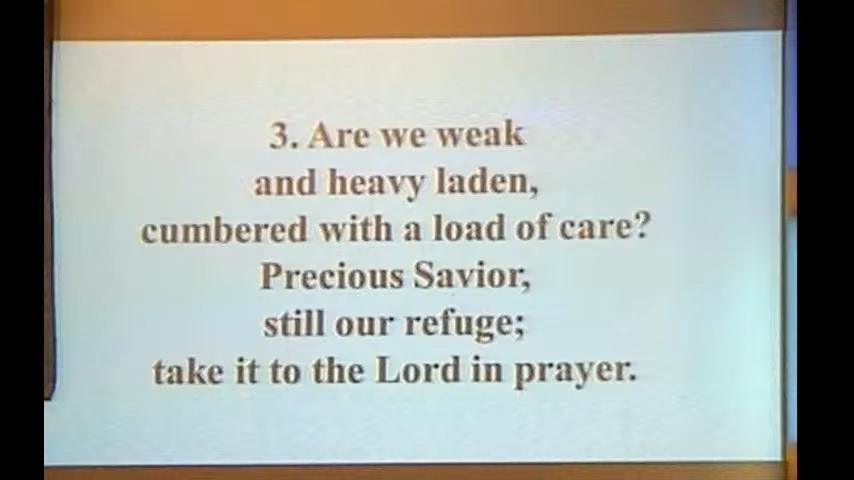 3. Are we weak
and heavy laden,
cumbered with a load of care?
Precious Savior,
still our refuge;
take it to the Lord in prayer.